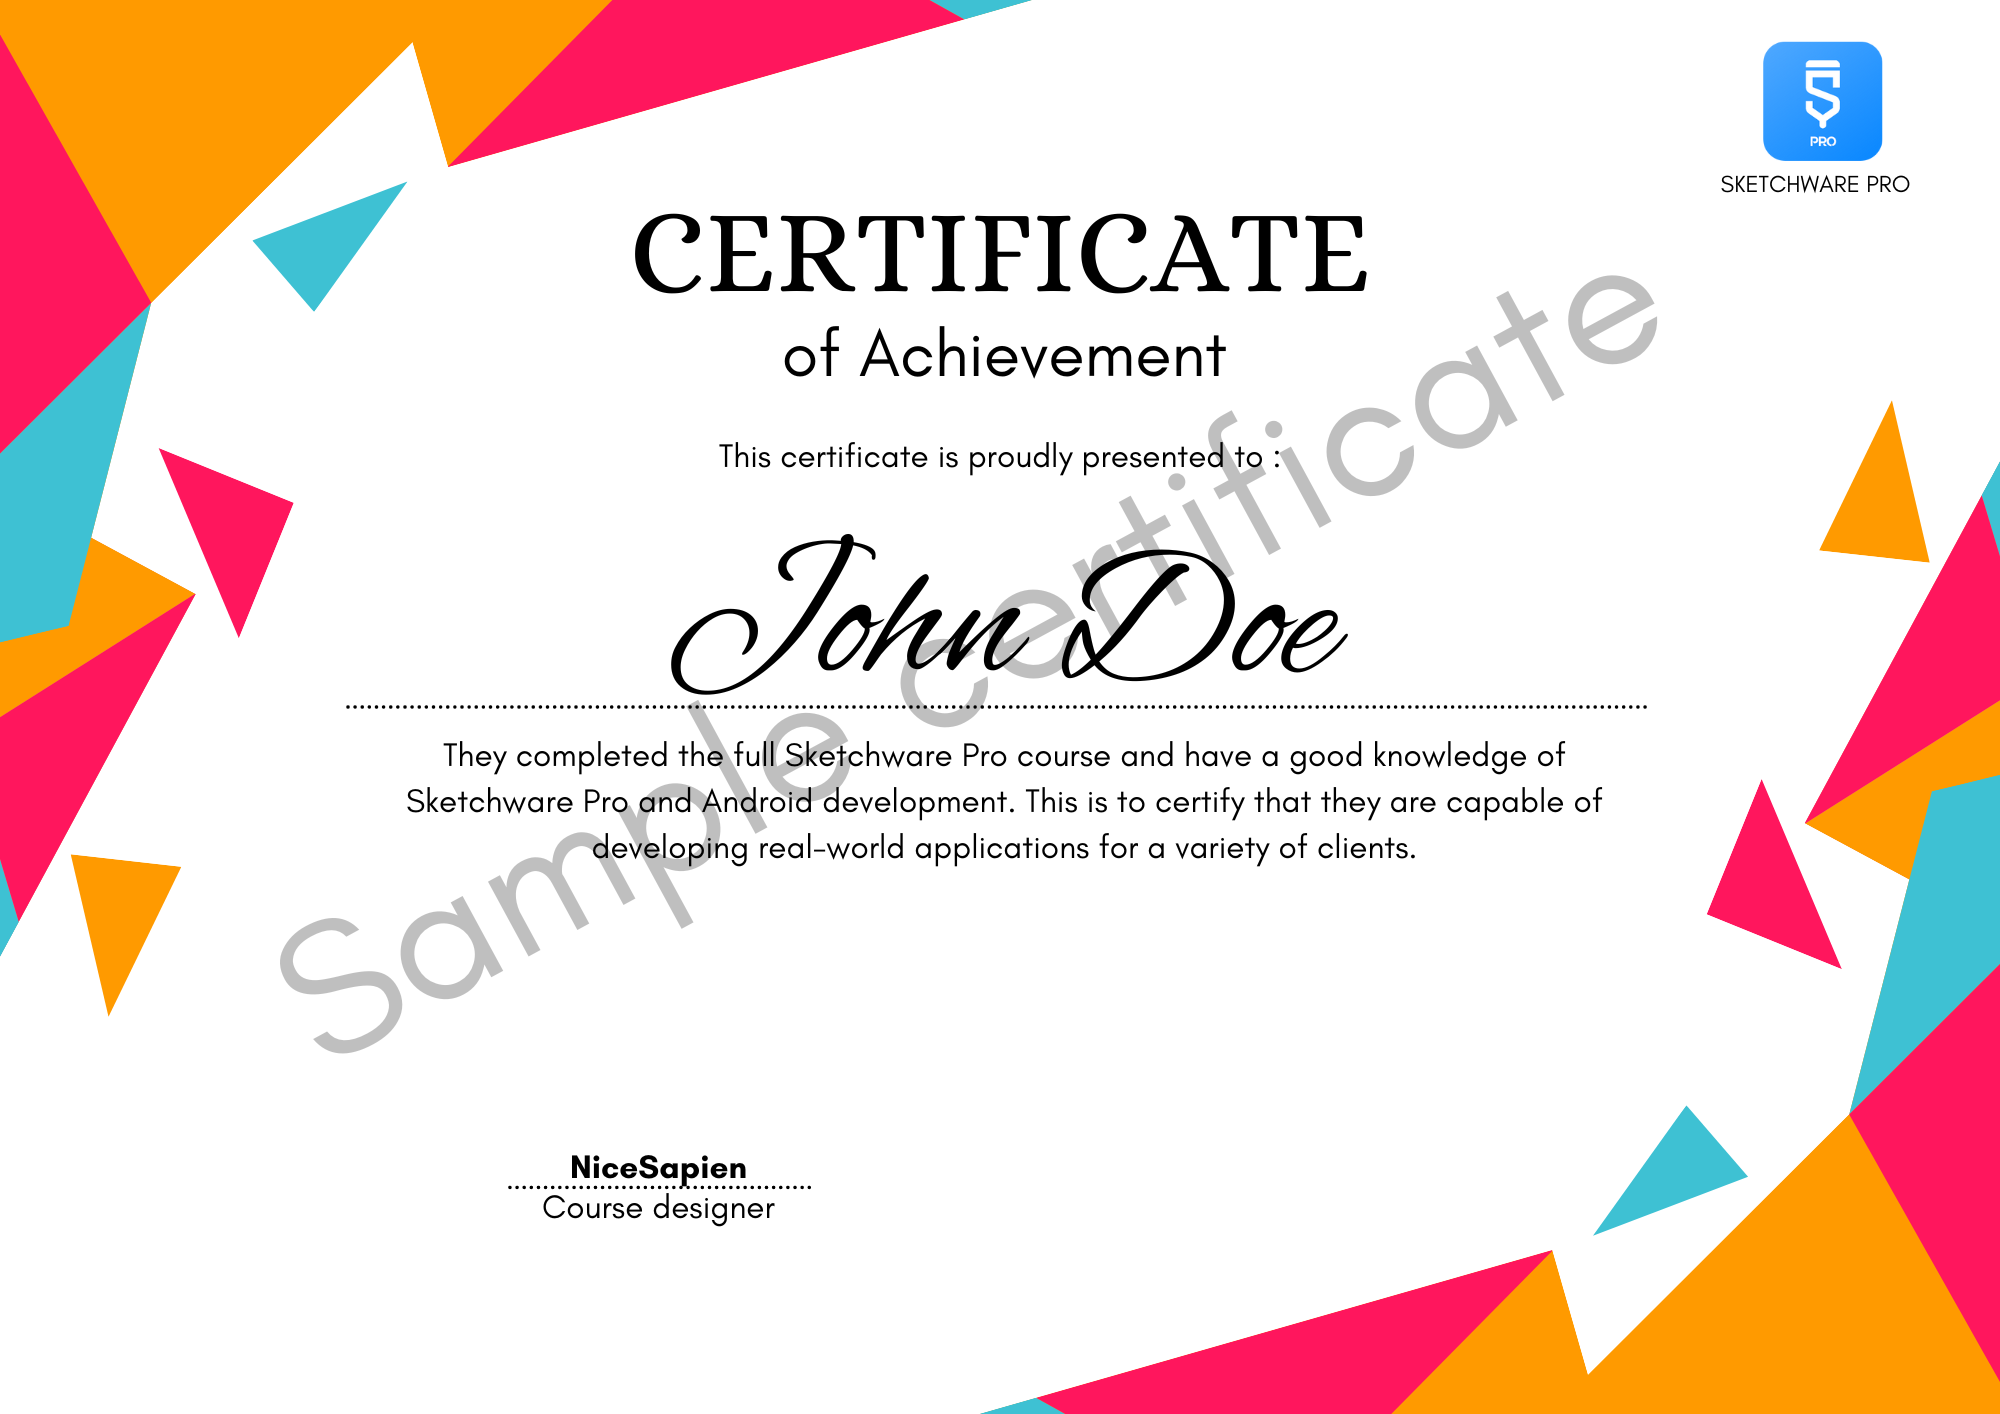 PRO
SKETCHWARE PRO
CERTIFICATE
of Achievement
This certificate is proudly presented to :
John Doe
They completed the full Sketchware Pro course and have a good knowledge of
Sketchware Pro and Android development. This is to certify that they are capable of
developing real-world applications for a variety of clients.
Sample certificate
NiceSapien
Course designer